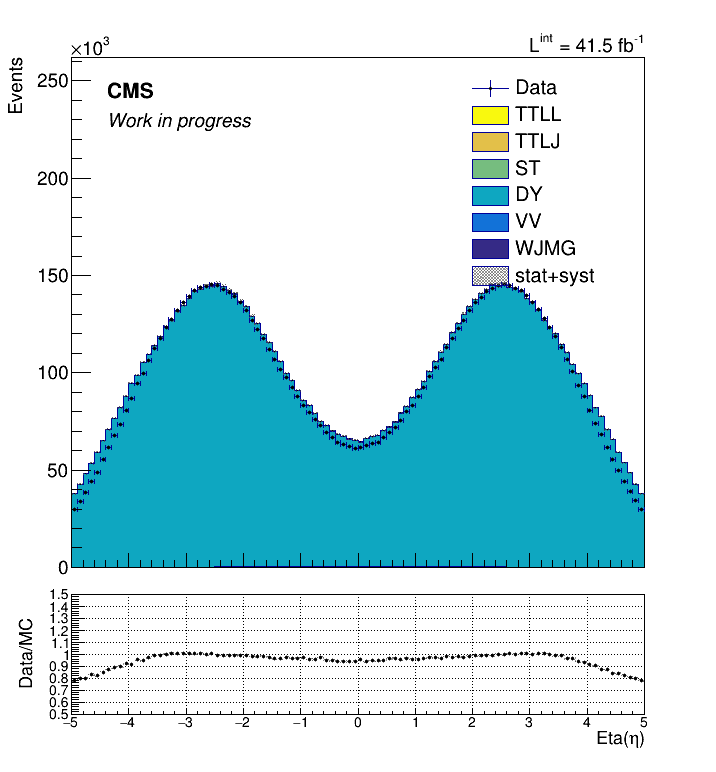 ×10³
L^int = 41.5 fb⁻¹
Events
CMS
Work in progress
Data
TTLL
TTLJ
ST
DY
VV
WJMG
stat+syst
250
200
150
100
50
0
Data/MC
1.5
1.4
1.3
1.2
1.1
1
0.9
0.8
0.7
0.6
0.5
−5 −4 −3 −2 −1 0 1 2 3 4 5
Eta(η)